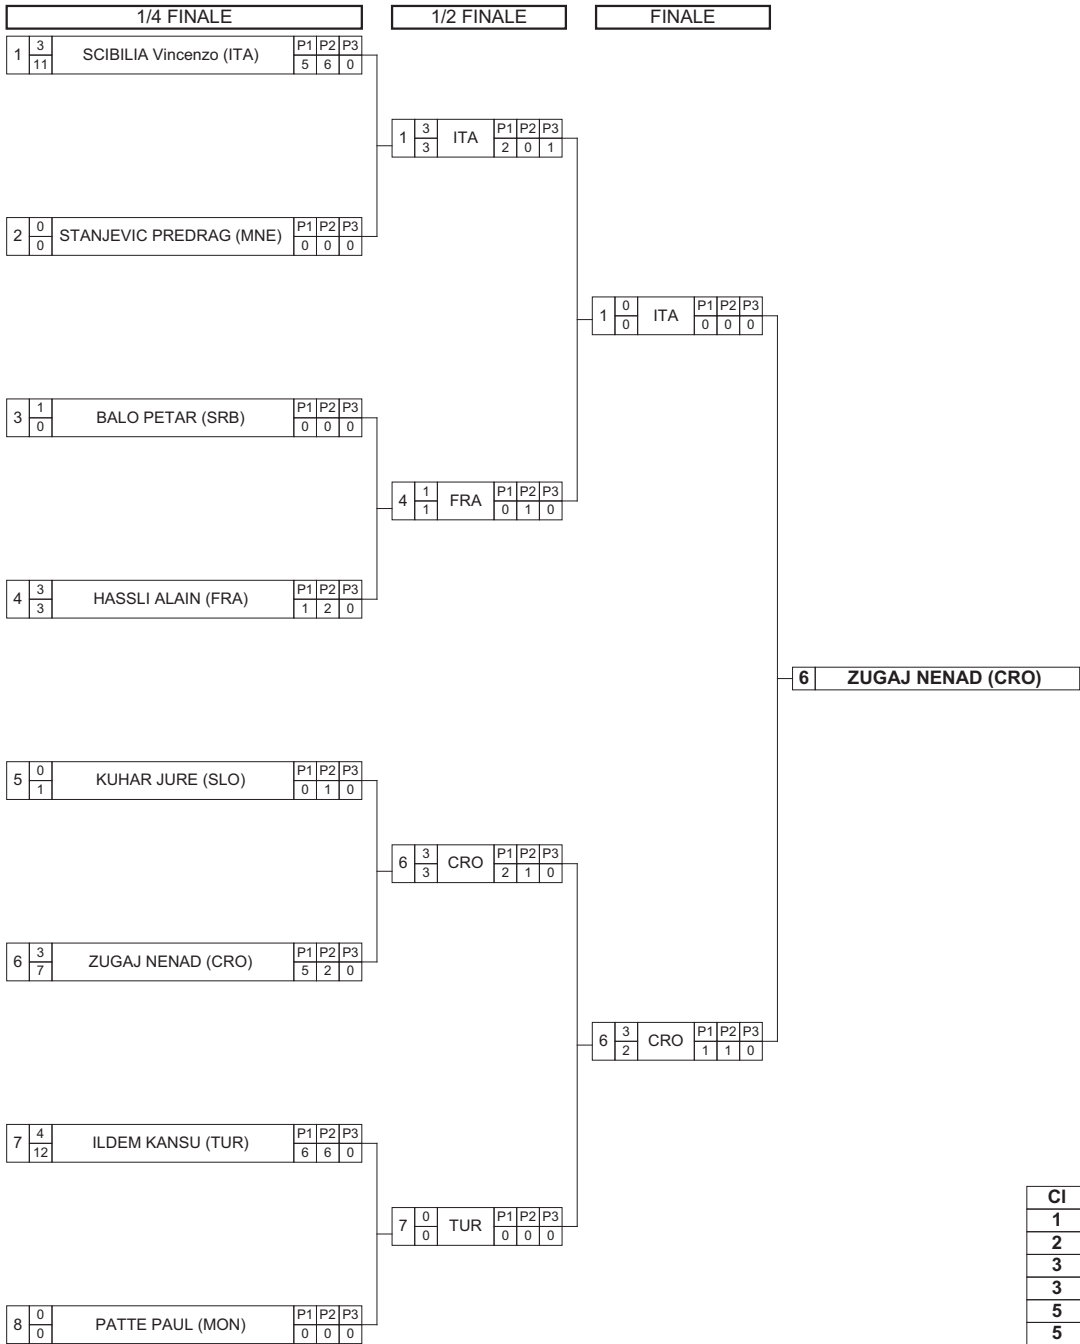 1/4 FINALE 1/2 FINALE FINALE
1 3 SCIBILIA Vincenzo (ITA) P1 P2 P3
11 5 6 0
1 3 ITA P1 P2 P3
3 2 0 1
2 0 STANJEVIC PREDRAG (MNE) P1 P2 P3
0 0 0 0
1 0 ITA P1 P2 P3
0 0 0 0
3 1 BALO PETAR (SRB) P1 P2 P3
0 0 0 0
4 1 FRA P1 P2 P3
1 0 1 0
4 3 HASSLI ALAIN (FRA) P1 P2 P3
3 1 2 0
6 ZUGAJ NENAD (CRO)
5 0 KUHAR JURE (SLO) P1 P2 P3
1 0 1 0
6 3 CRO P1 P2 P3
3 2 1 0
6 3 ZUGAJ NENAD (CRO) P1 P2 P3
7 5 2 0
6 3 CRO P1 P2 P3
2 1 1 0
7 4 ILDEM KANSU (TUR) P1 P2 P3
12 6 6 0
7 0 TUR P1 P2 P3
0 0 0 0
8 0 PATTE PAUL (MON) P1 P2 P3
0 0 0 0
Cl
1
2
3
3
5
5